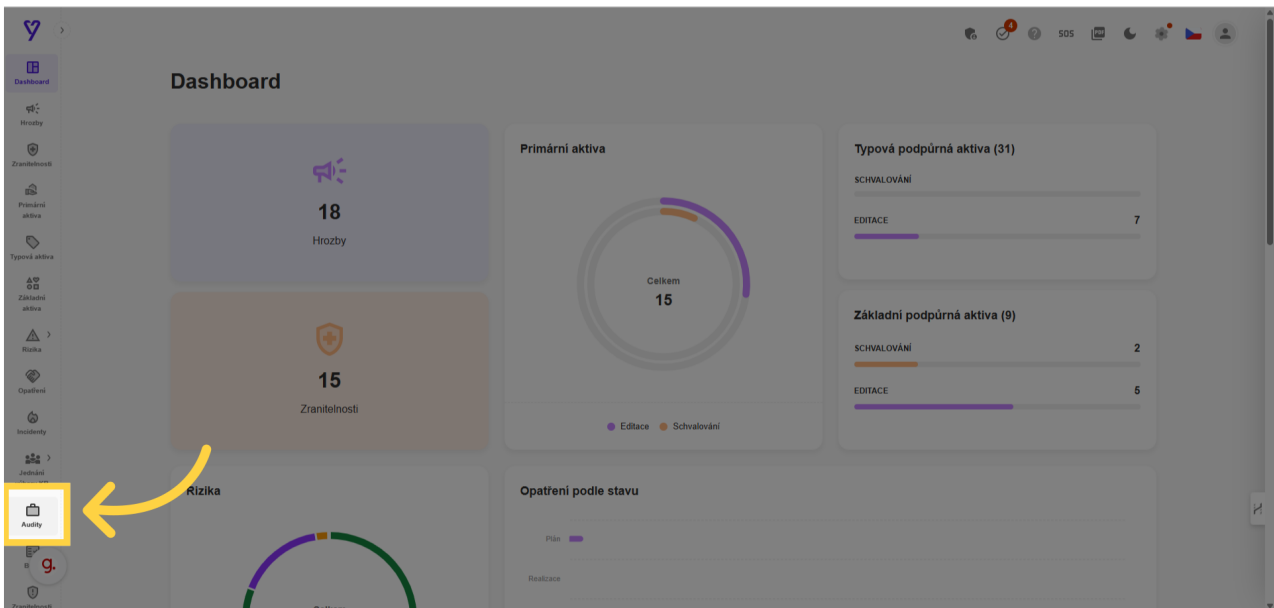 4
SOS
Dashboard
Hrozby
Zranitelnosti
Primární
aktiva
Typová aktiva
Základní
aktiva
Rizika
Opatření
Incidenty
Jednání
Audity
g.
Zranitelnosti
Dashboard
18
Hrozby
15
Zranitelnosti
Primární aktiva
Celkem
15
Editace
Schvalování
Typová podpůrná aktiva (31)
SCHVALOVÁNÍ
EDITACE
7
Základní podpůrná aktiva (9)
SCHVALOVÁNÍ
2
EDITACE
5
Rizika
Opatření podle stavu
Plán
Realizace